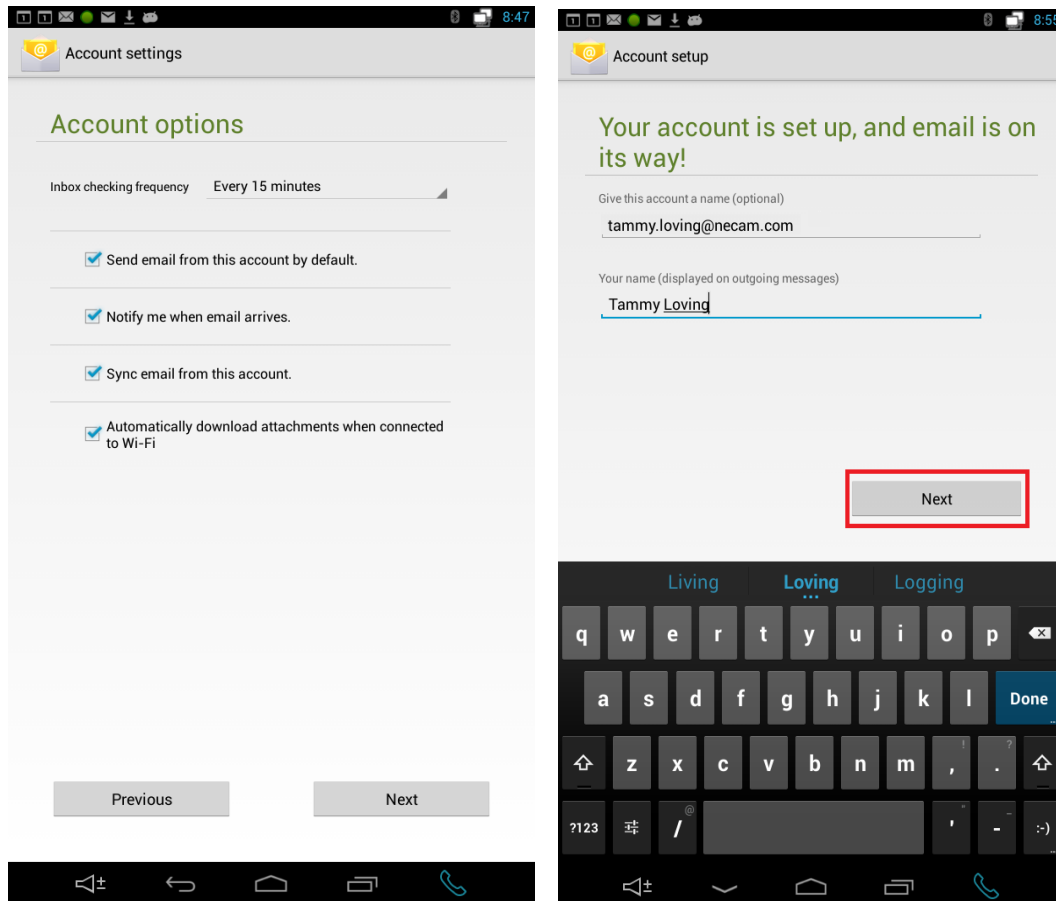 8:47
Account settings
Account options
Inbox checking frequency Every 15 minutes
Send email from this account by default.
Notify me when email arrives.
Sync email from this account.
Automatically download attachments when connected
to Wi-Fi
Previous Next
8:55
Account setup
Your account is set up, and email is on
its way!
Give this account a name (optional)
tammy.loving@necam.com
Your name (displayed on outgoing messages)
Tammy Loving
Next
Living Loving Logging
q w e r t y u i o p
a s d f g h j k l Done
z x c v b n m , ! . ?
?123 / @ ' " - _ :-)